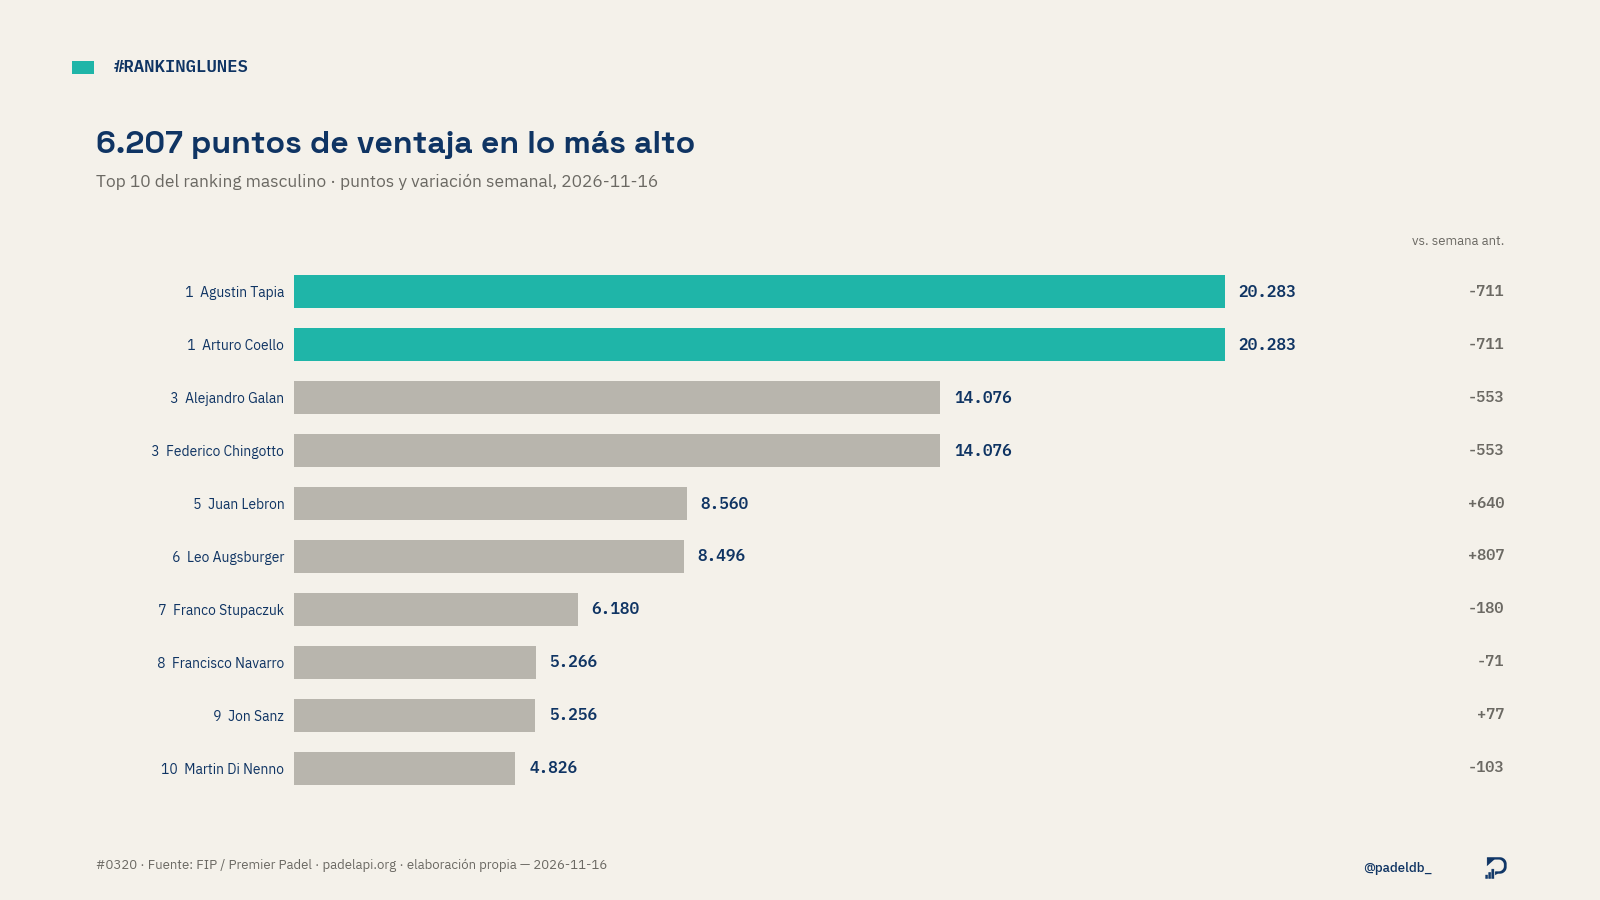 #RANKINGLUNES
6.207 puntos de ventaja en lo más alto
Top 10 del ranking masculino · puntos y variación semanal, 2026-11-16
vs. semana ant.
1 Agustin Tapia 20.283 -711
1 Arturo Coello 20.283 -711
3 Alejandro Galan 14.076 -553
3 Federico Chingotto 14.076 -553
5 Juan Lebron 8.560 +640
6 Leo Augsburger 8.496 +807
7 Franco Stupaczuk 6.180 -180
8 Francisco Navarro 5.266 -71
9 Jon Sanz 5.256 +77
10 Martin Di Nenno 4.826 -103
#0320 · Fuente: FIP / Premier Padel · padelapi.org · elaboración propia — 2026-11-16
@padeldb_